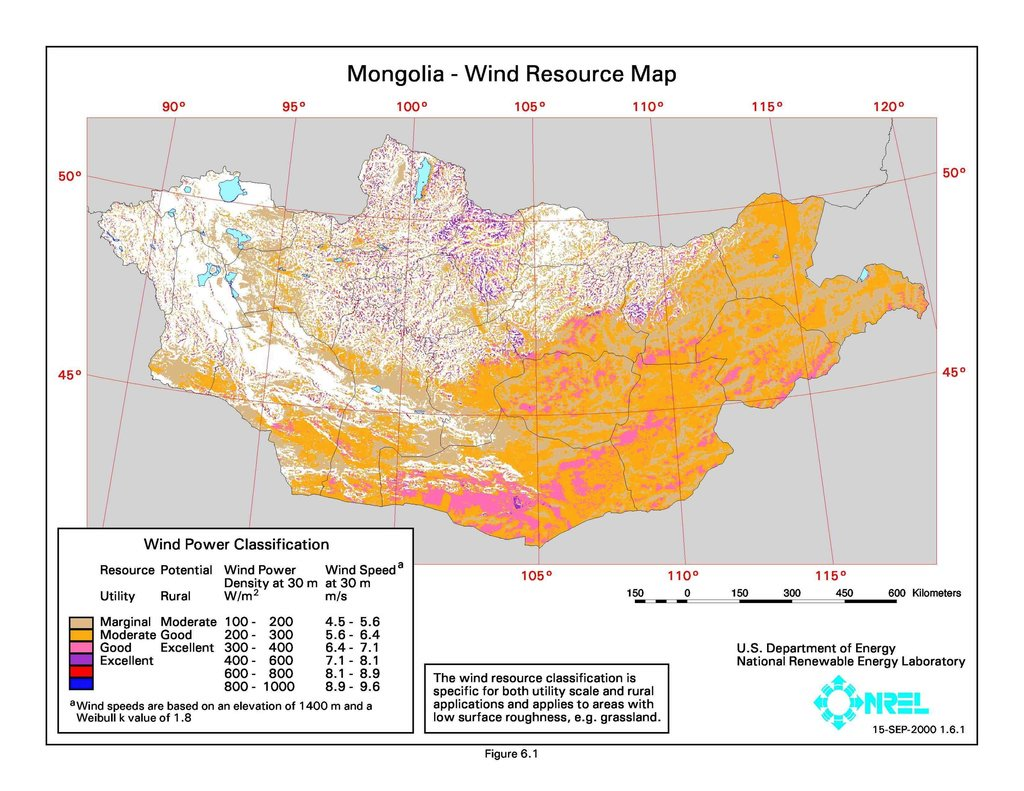 Mongolia - Wind Resource Map
90° 95° 100° 105° 110° 115° 120°
50° 50°
45° 45°
105° 110° 115°
150 0 150 300 450 600 Kilometers
Wind Power Classification
Resource Potential Wind Power Wind Speed a
Density at 30 m at 30 m
Utility Rural W/m2 m/s
Marginal Moderate 100 - 200 4.5 - 5.6
Moderate Good 200 - 300 5.6 - 6.4
Good Excellent 300 - 400 6.4 - 7.1
Excellent 400 - 600 7.1 - 8.1
600 - 800 8.1 - 8.9
800 - 1000 8.9 - 9.6
a Wind speeds are based on an elevation of 1400 m and a
Weibull k value of 1.8
The wind resource classification is
specific for both utility scale and rural
applications and applies to areas with
low surface roughness, e.g. grassland.
U.S. Department of Energy
National Renewable Energy Laboratory
NREL
15-SEP-2000 1.6.1
Figure 6.1